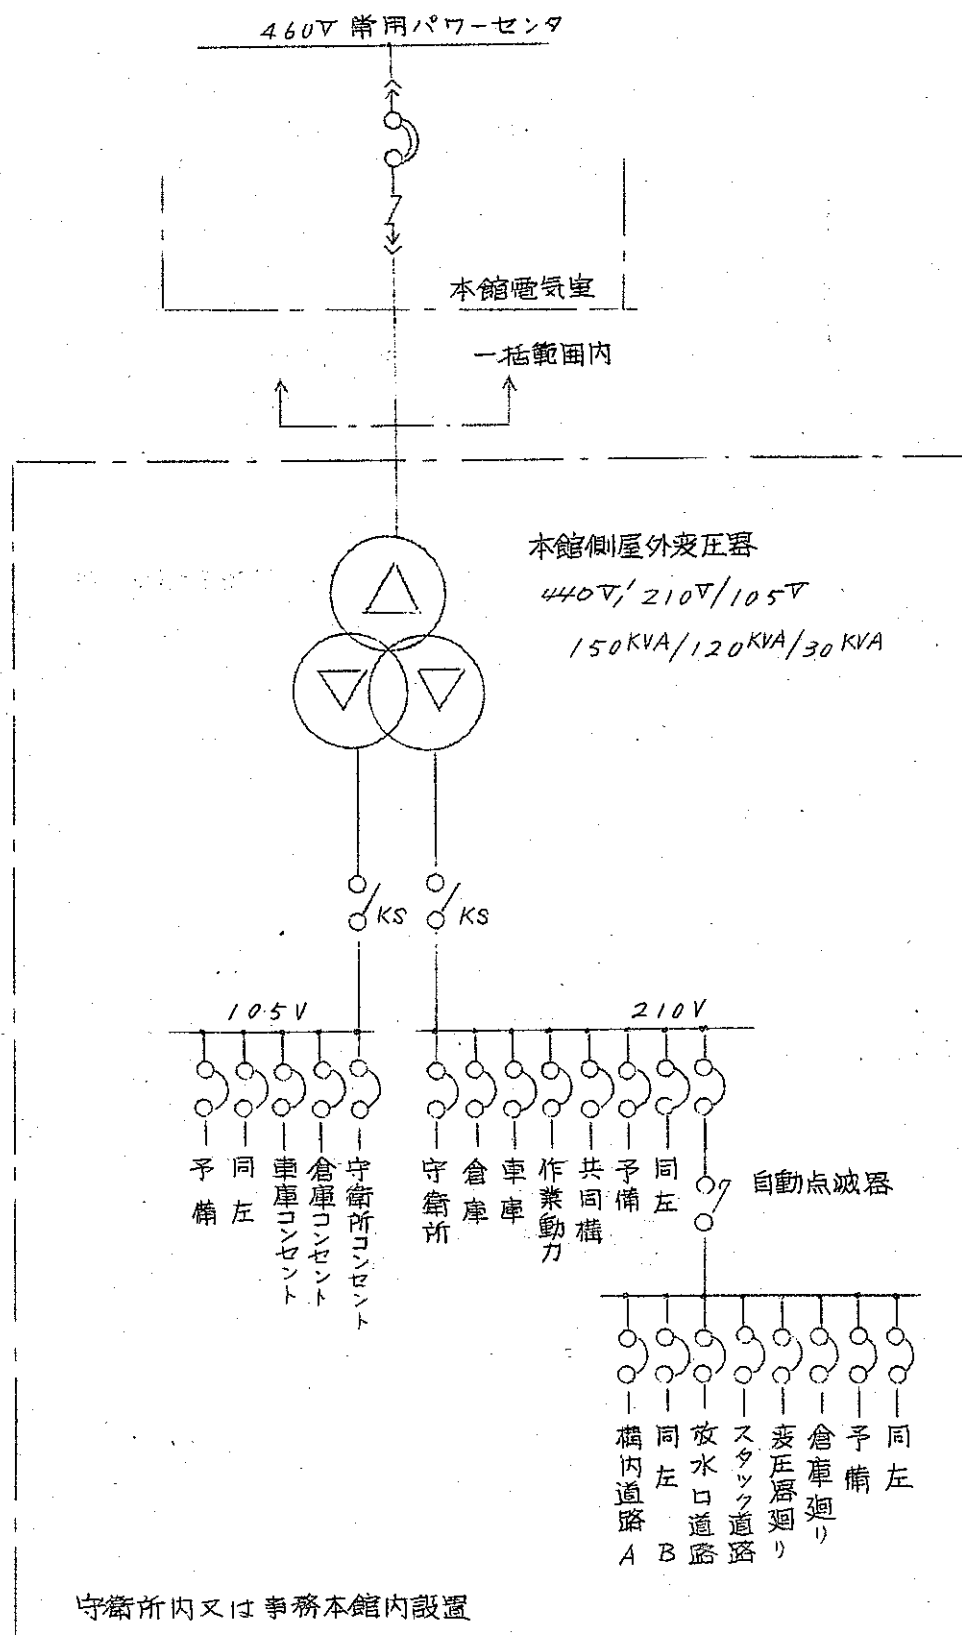 460V 常用パワーセンタ
本館電気室
一括範囲内
本館側屋外変圧器
440V/210V/105V
150KVA/120KVA/30KVA
KS
KS
105V
210V
予備
同左
車庫コンセント
倉庫コンセント
守衛所コンセント
守衛所
倉庫
車庫
作業動力
共同溝
予備
同左
自動点滅器
構内道路A
同左B
放水口道路
スタック道路
変圧器廻り
倉庫廻り
予備
同左
守衛所内又は事務本館内設置